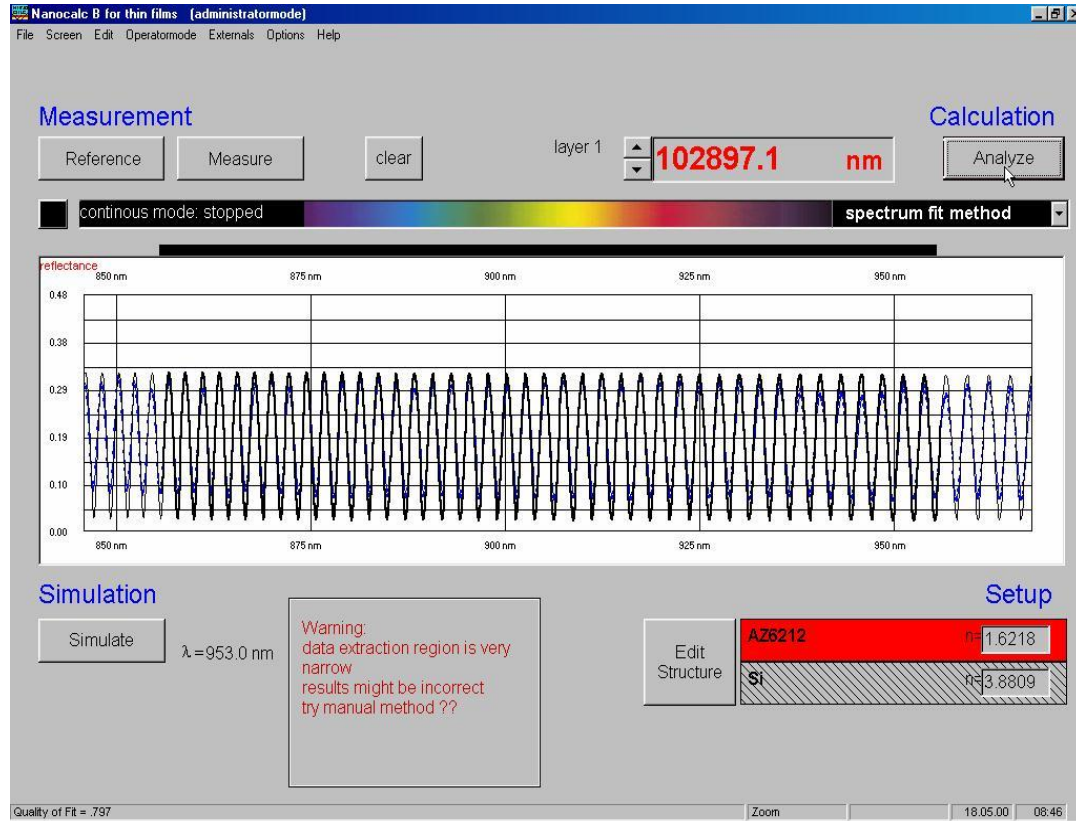 Nanocalc B for thin films (administratormode)
File Screen Edit Operatormode Externals Options Help
Measurement
Calculation
Reference Measure clear layer 1 102897.1 nm Analyze
continous mode: stopped spectrum fit method
reflectance
850 nm 875 nm 900 nm 925 nm 950 nm
0.48
0.38
0.29
0.19
0.10
0.00
850 nm 875 nm 900 nm 925 nm 950 nm
Simulation
Setup
Simulate
λ=953.0 nm
Warning:
data extraction region is very
narrow
results might be incorrect
try manual method ??
Edit
Structure
AZ6212 n= 1.6218
Si n= 3.8809
Quality of Fit = .797 Zoom 18.05.00 08:46